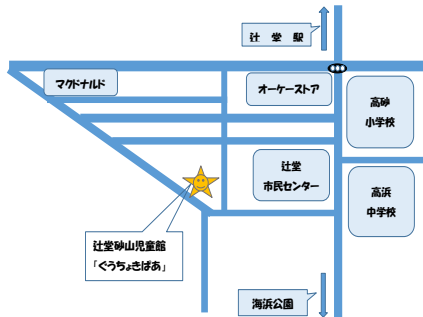 辻堂駅
マクドナルド
オーケーストア
高砂
小学校
辻堂
市民センター
高浜
中学校
辻堂砂山児童館
「ぐうちょきぱあ」
海浜公園